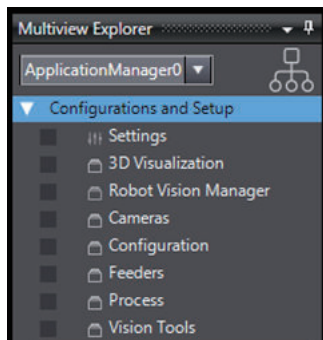 Multiview Explorer
ApplicationManager0
Configurations and Setup
Settings
3D Visualization
Robot Vision Manager
Cameras
Configuration
Feeders
Process
Vision Tools